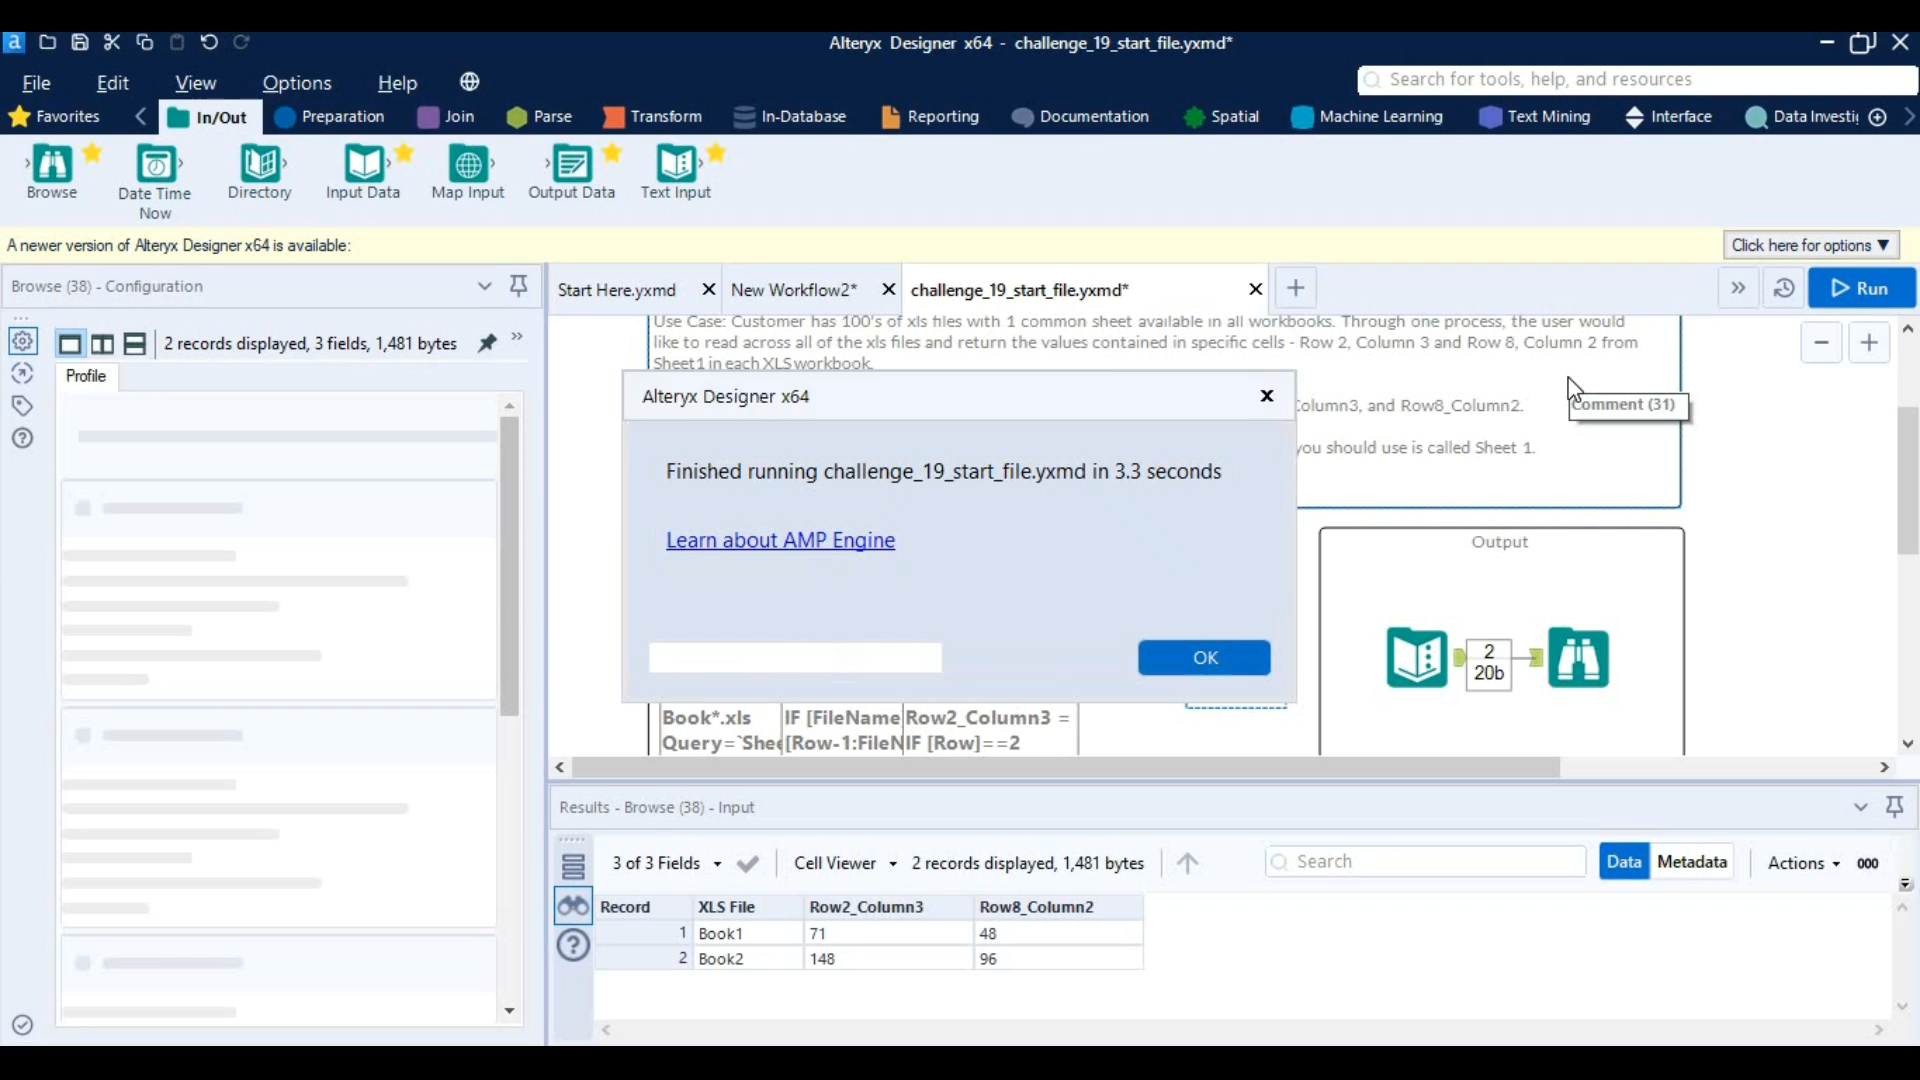 a
Alteryx Designer x64 - challenge_19_start_file.yxmd*
File Edit View Options Help
Search for tools, help, and resources
Favorites In/Out Preparation Join Parse Transform In-Database Reporting Documentation Spatial Machine Learning Text Mining Interface Data Investig
Browse Date Time Now Directory Input Data Map Input Output Data Text Input
A newer version of Alteryx Designer x64 is available:
Click here for options ▼
Browse (38) - Configuration
Start Here.yxmd New Workflow2* challenge_19_start_file.yxmd*
Run
2 records displayed, 3 fields, 1,481 bytes
Profile
Use Case: Customer has 100's of xls files with 1 common sheet available in all workbooks. Through one process, the user would
like to read across all of the xls files and return the values contained in specific cells - Row 2, Column 3 and Row 8, Column 2 from
Sheet1 in each XLS workbook.
Column3, and Row8_Column2.
Comment (31)
you should use is called Sheet 1.
Alteryx Designer x64
Finished running challenge_19_start_file.yxmd in 3.3 seconds
Learn about AMP Engine
OK
Output
2
20b
Book*.xls IF [FileName Row2_Column3 =
Query=`Shee [Row-1:FileN IF [Row]==2
Results - Browse (38) - Input
3 of 3 Fields Cell Viewer 2 records displayed, 1,481 bytes
Search
Data Metadata Actions 000
Record XLS File Row2_Column3 Row8_Column2
1 Book1 71 48
2 Book2 148 96